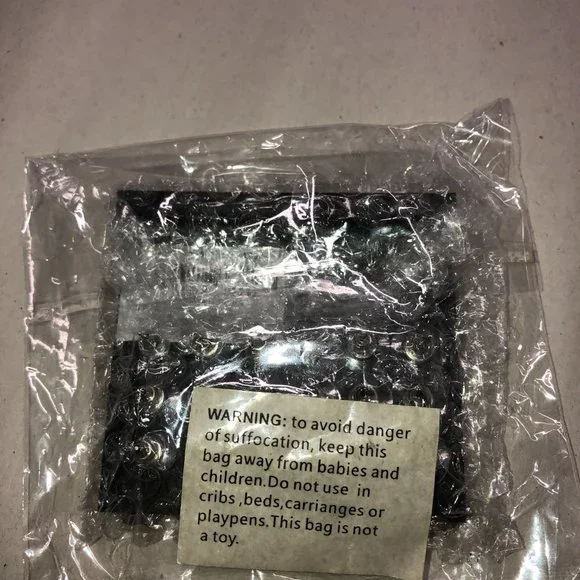 WARNING: to avoid danger
of suffocation, keep this
bag away from babies and
children.Do not use in
cribs ,beds,carrianges or
playpens.This bag is not
a toy.